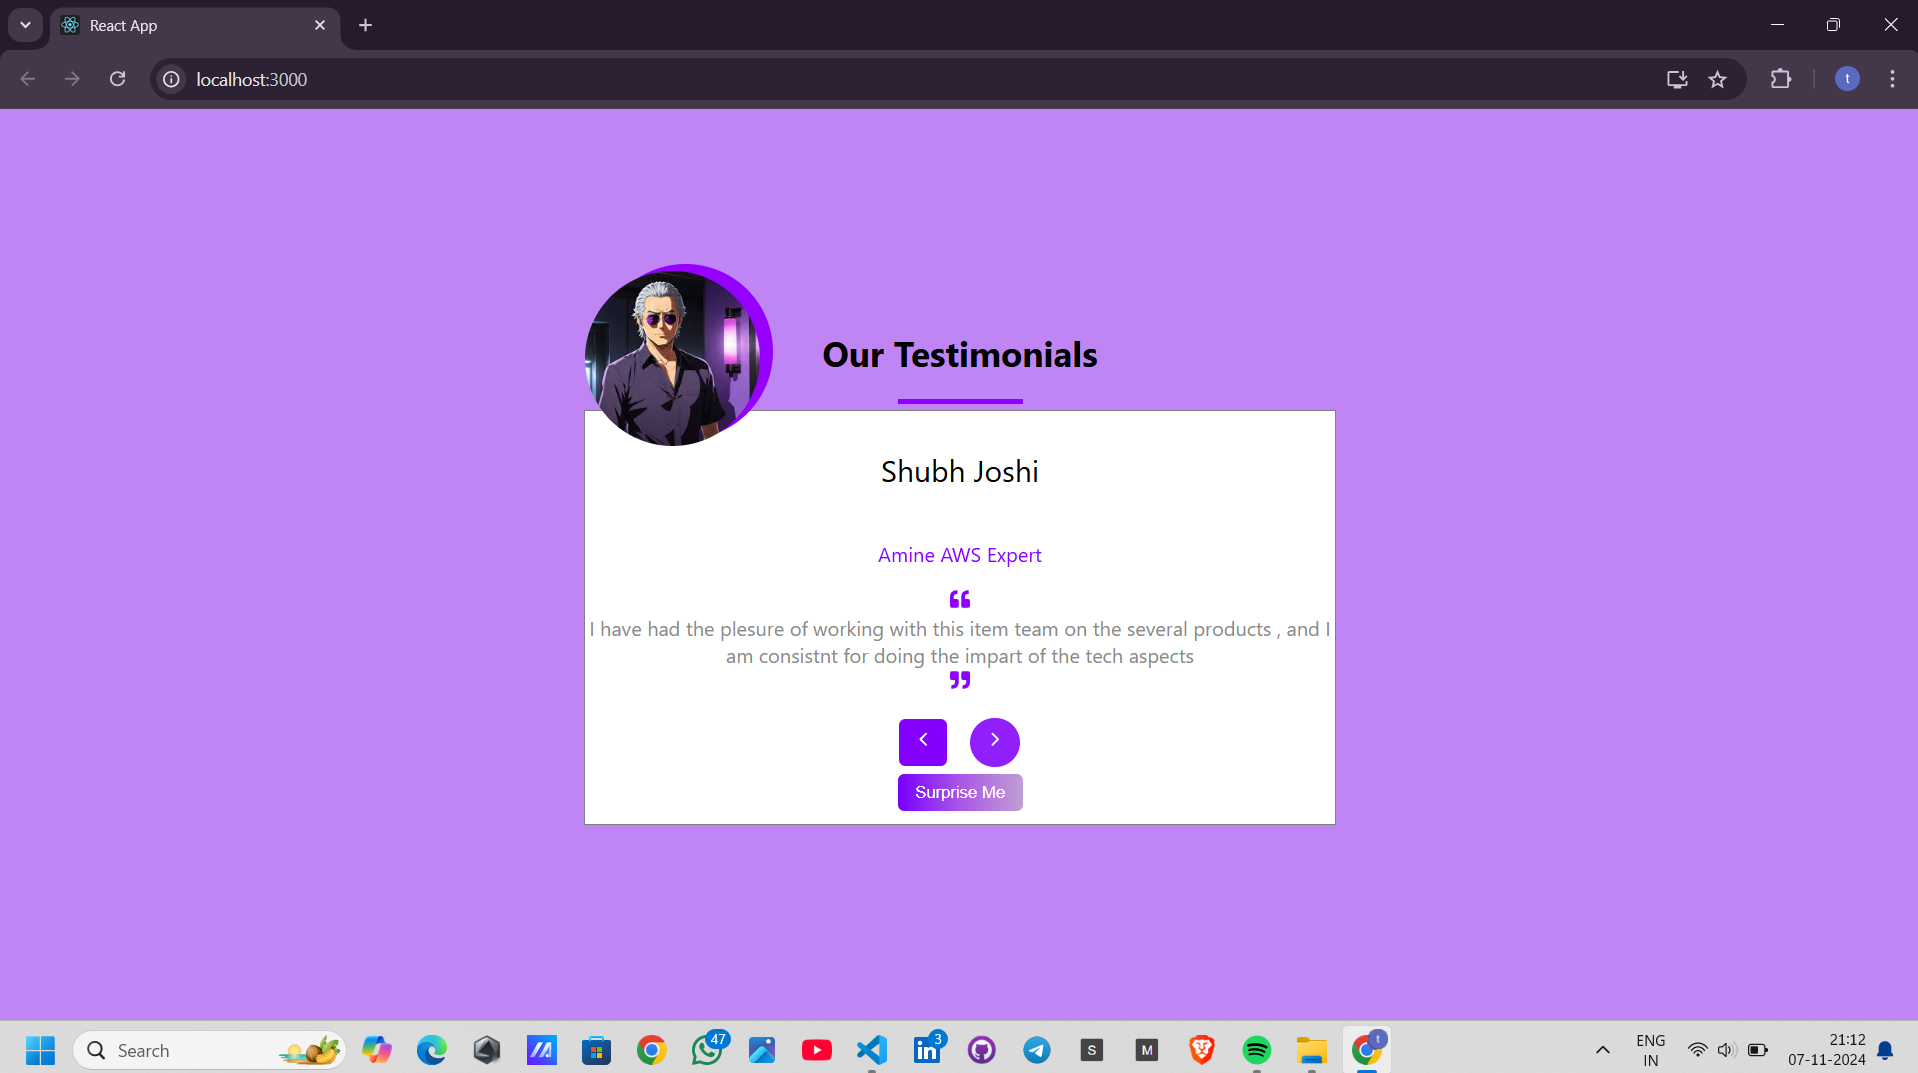 React App
localhost:3000
t
Our Testimonials
Shubh Joshi
Amine AWS Expert
“
I have had the plesure of working with this item team on the several products , and I
am consistnt for doing the impart of the tech aspects
”
Surprise Me
Search
47
3
in
S
M
t
ENG
IN
21:12
07-11-2024